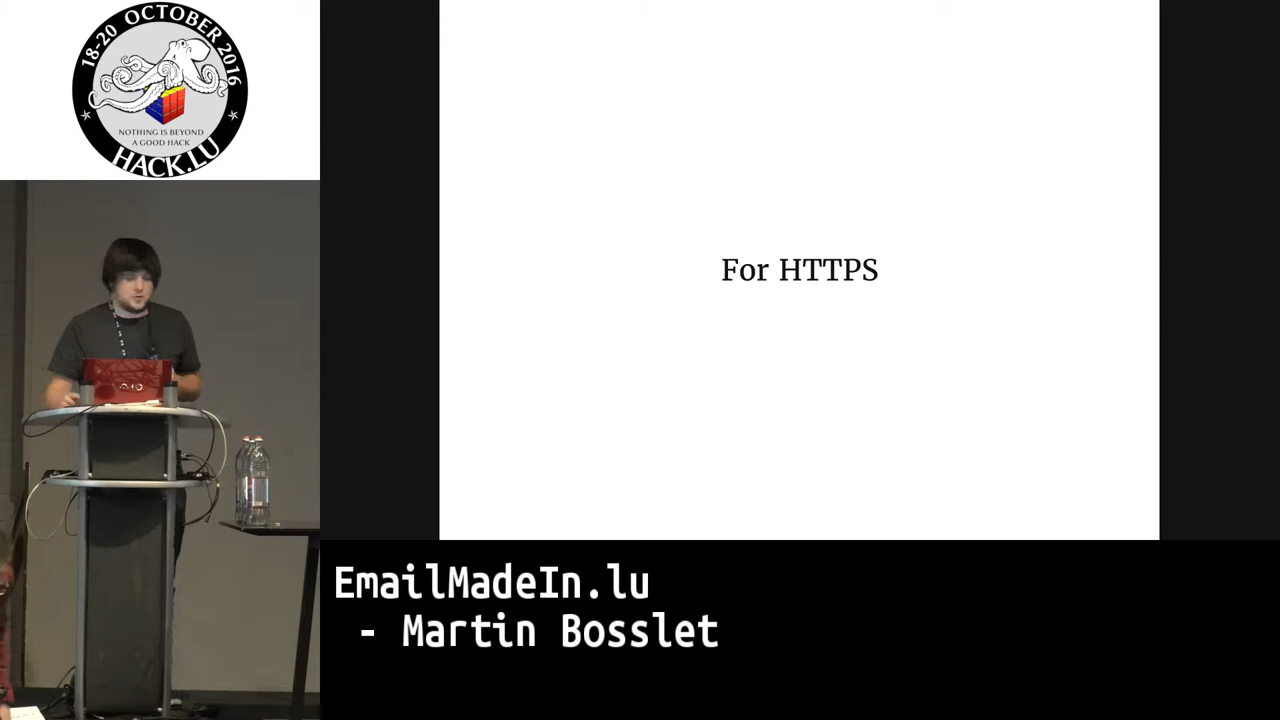 18-20 OCTOBER 2016
NOTHING IS BEYOND
A GOOD HACK
HACK.LU
For HTTPS
EmailMadeIn.lu
- Martin Bosslet